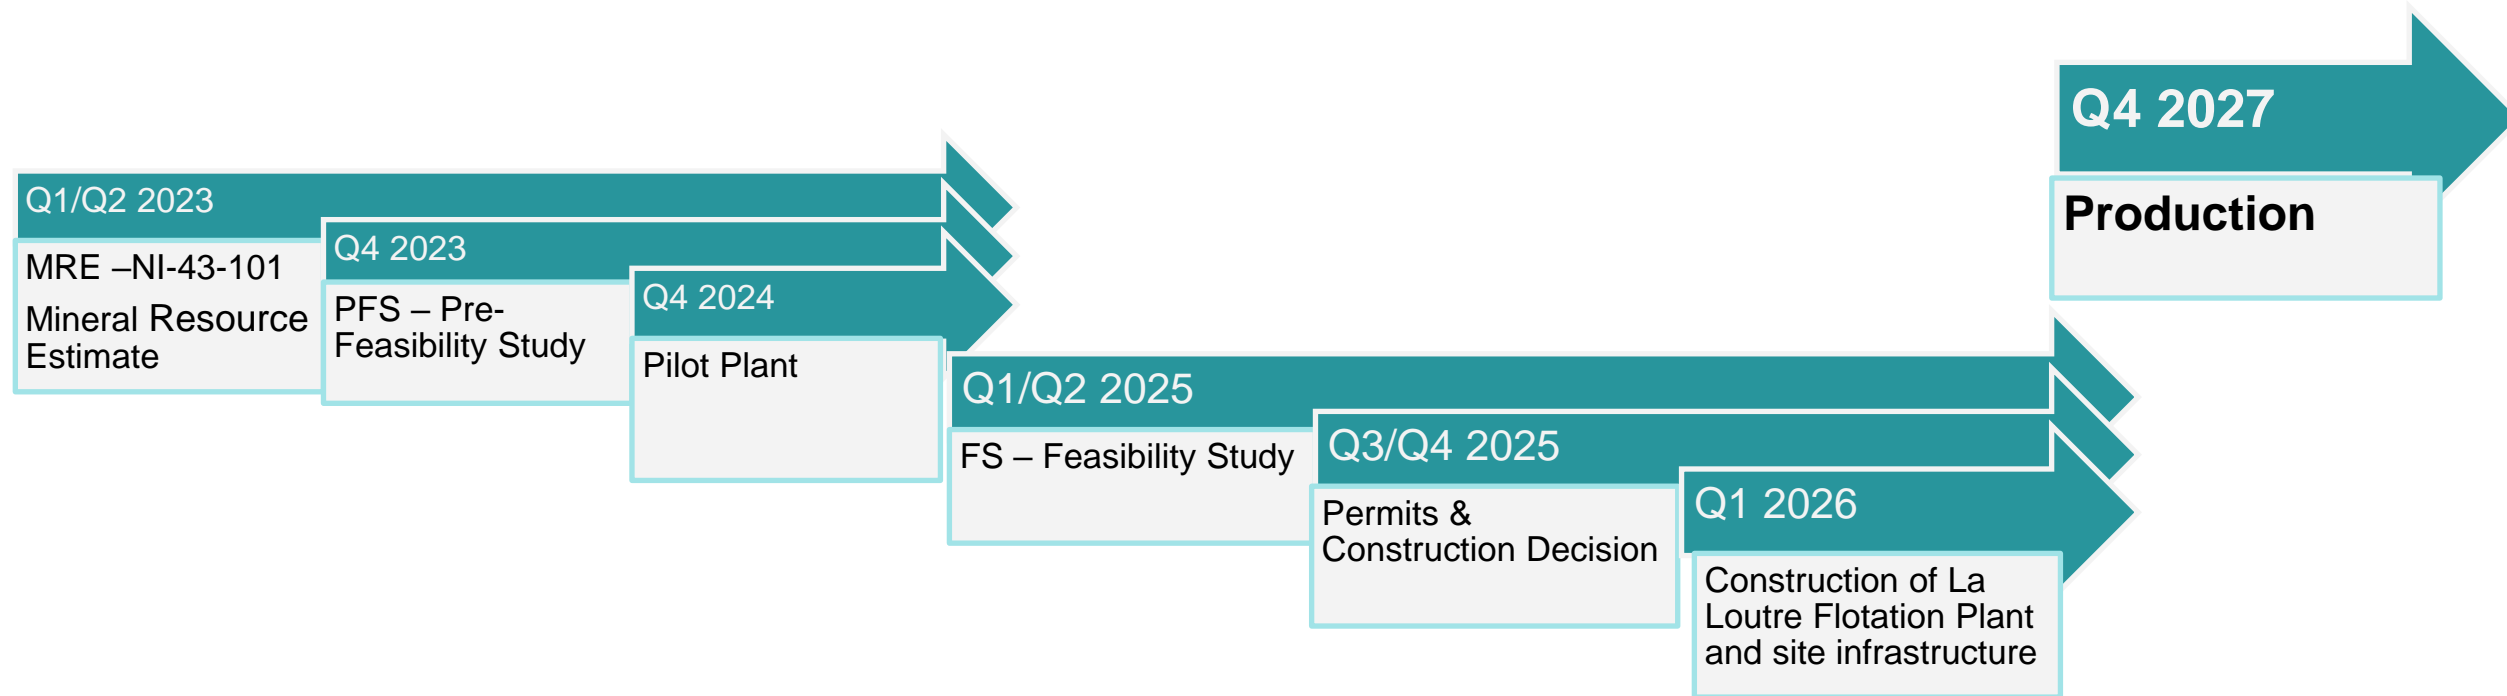 Q1/Q2 2023
MRE –NI-43-101
Mineral Resource
Estimate
Q4 2023
PFS – Pre-
Feasibility Study
Q4 2024
Pilot Plant
Q1/Q2 2025
FS – Feasibility Study
Q3/Q4 2025
Permits &
Construction Decision
Q1 2026
Construction of La
Loutre Flotation Plant
and site infrastructure
Q4 2027
Production